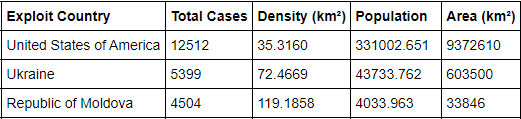 Exploit Country Total Cases Density (km²) Population Area (km²)
United States of America 12512 35.3160 331002.651 9372610
Ukraine 5399 72.4669 43733.762 603500
Republic of Moldova 4504 119.1858 4033.963 33846